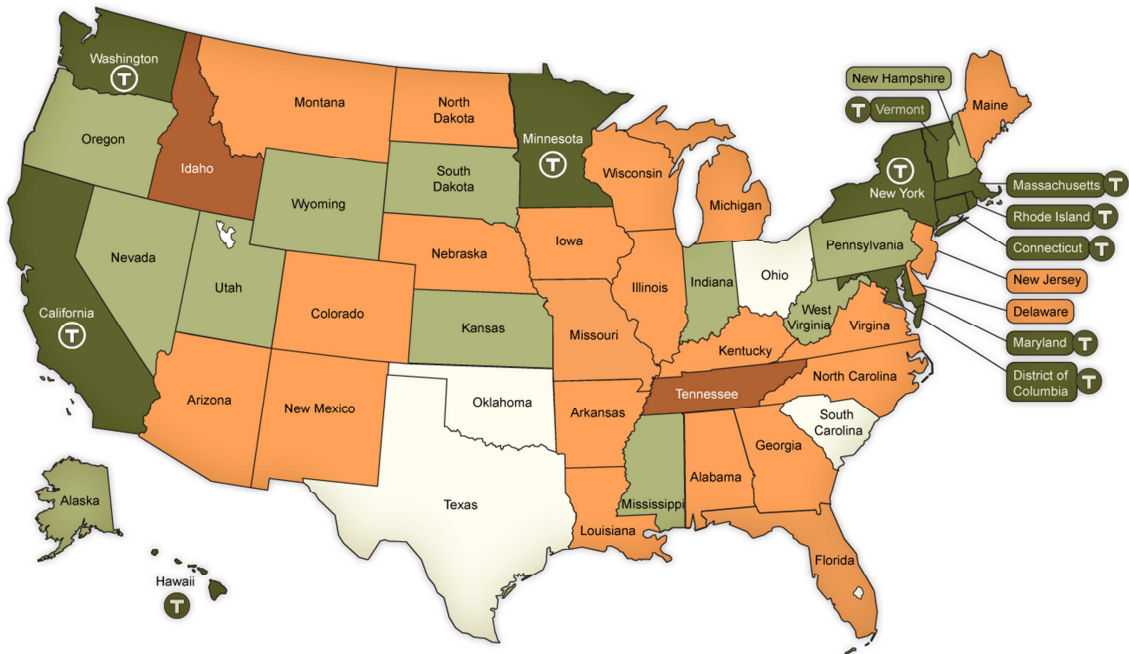 Washington
T
Montana
North
Dakota
Minnesota
T
New Hampshire
T Vermont
Maine
Oregon
Idaho
South
Dakota
Wisconsin
Michigan
T
New York
Massachusetts T
Rhode Island T
Connecticut T
Wyoming
Nebraska
Iowa
Pennsylvania
New Jersey
Nevada
Utah
Colorado
Kansas
Missouri
Illinois
Indiana
Ohio
West
Virginia
Virgina
Delaware
Maryland T
District of
Columbia T
California
T
Kentucky
North Carolina
Tennessee
Arizona
New Mexico
Oklahoma
Arkansas
South
Carolina
Georgia
Alabama
Mississippi
Texas
Louisiana
Florida
Alaska
Hawaii
T